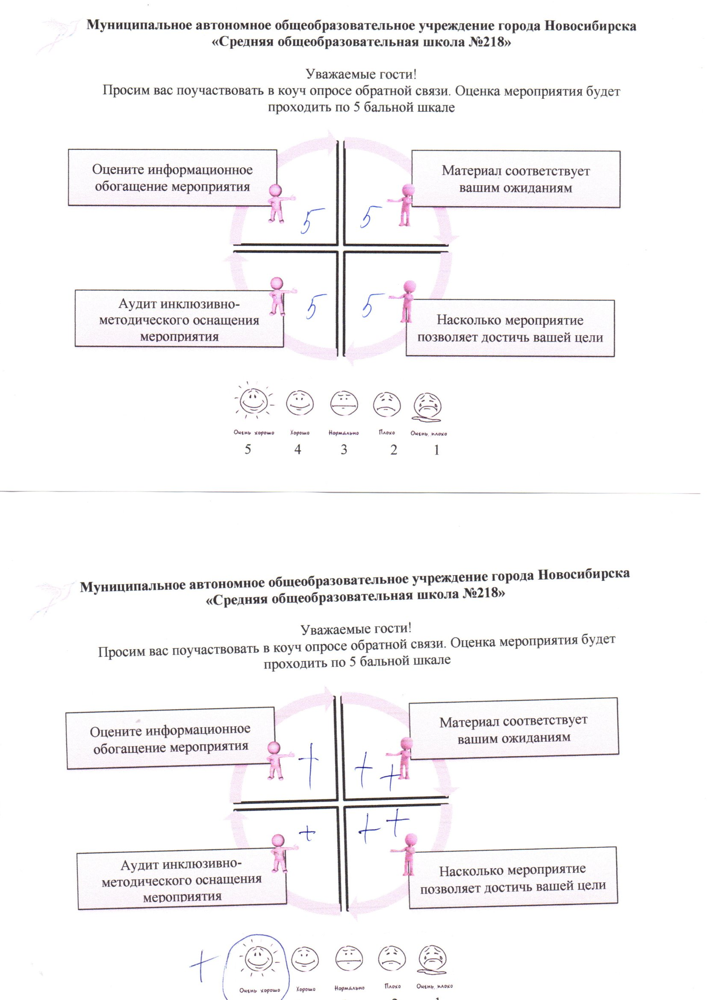 Муниципальное автономное общеобразовательное учреждение города Новосибирска
«Средняя общеобразовательная школа №218»
Уважаемые гости!
Просим вас поучаствовать в коуч опросе обратной связи. Оценка мероприятия будет
проходить по 5 бальной шкале
Оцените информационное
обогащение мероприятия
Материал соответствует
вашим ожиданиям
5 5
5 5
Аудит инклюзивно-
методического оснащения
мероприятия
Насколько мероприятие
позволяет достичь вашей цели
Очень хорошо Хорошо Нормально Плохо Очень плохо
5 4 3 2 1
Муниципальное автономное общеобразовательное учреждение города Новосибирска
«Средняя общеобразовательная школа №218»
Уважаемые гости!
Просим вас поучаствовать в коуч опросе обратной связи. Оценка мероприятия будет
проходить по 5 бальной шкале
Оцените информационное
обогащение мероприятия
Материал соответствует
вашим ожиданиям
+ + +
+ + +
Аудит инклюзивно-
методического оснащения
мероприятия
Насколько мероприятие
позволяет достичь вашей цели
+
Очень хорошо Хорошо Нормально Плохо Очень плохо